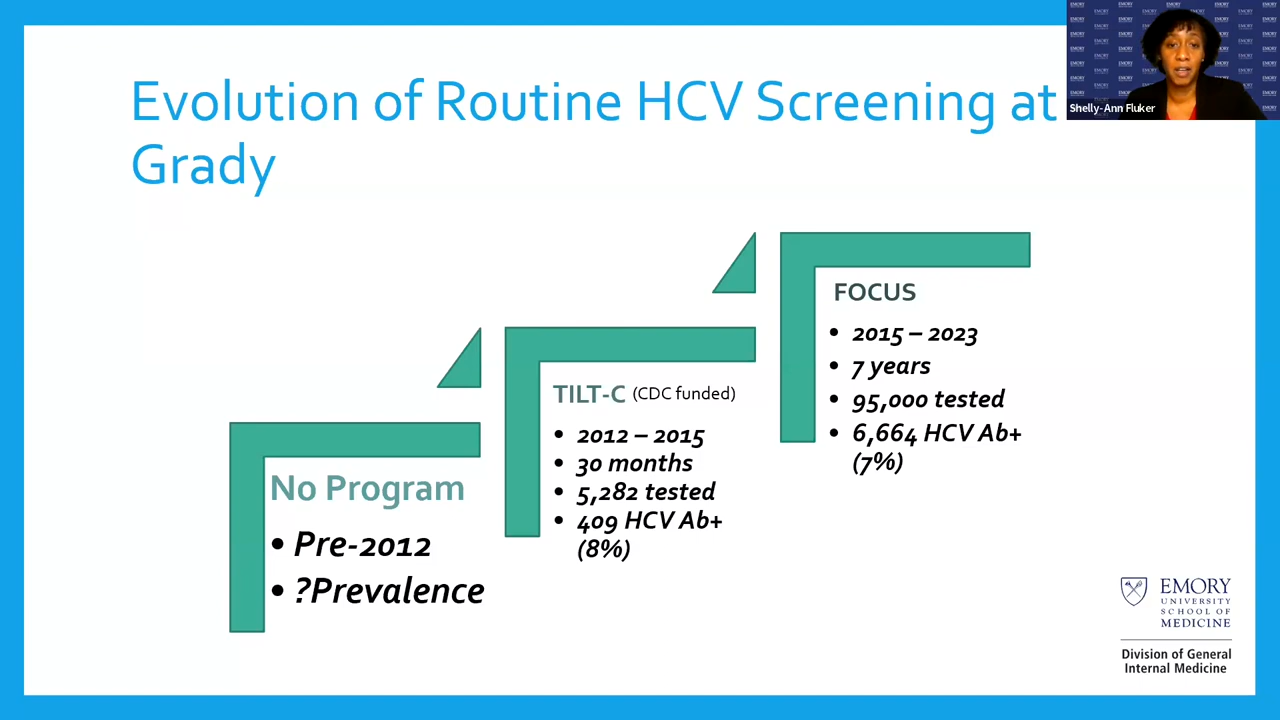 Evolution of Routine HCV Screening at
Grady
Shelly-Ann Fluker
No Program
• Pre-2012
• ?Prevalence
TILT-C (CDC funded)
• 2012 – 2015
• 30 months
• 5,282 tested
• 409 HCV Ab+
(8%)
FOCUS
• 2015 – 2023
• 7 years
• 95,000 tested
• 6,664 HCV Ab+
(7%)
EMORY
UNIVERSITY
SCHOOL OF
MEDICINE
Division of General
Internal Medicine